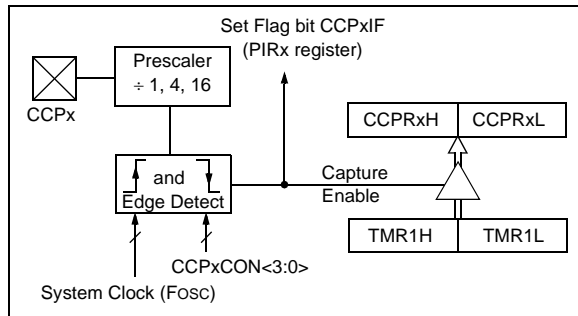 Set Flag bit CCPxIF
(PIRx register)
Prescaler
÷ 1, 4, 16
CCPx
CCPRxH CCPRxL
and
Edge Detect
Capture
Enable
TMR1H TMR1L
CCPxCON<3:0>
System Clock (FOSC)